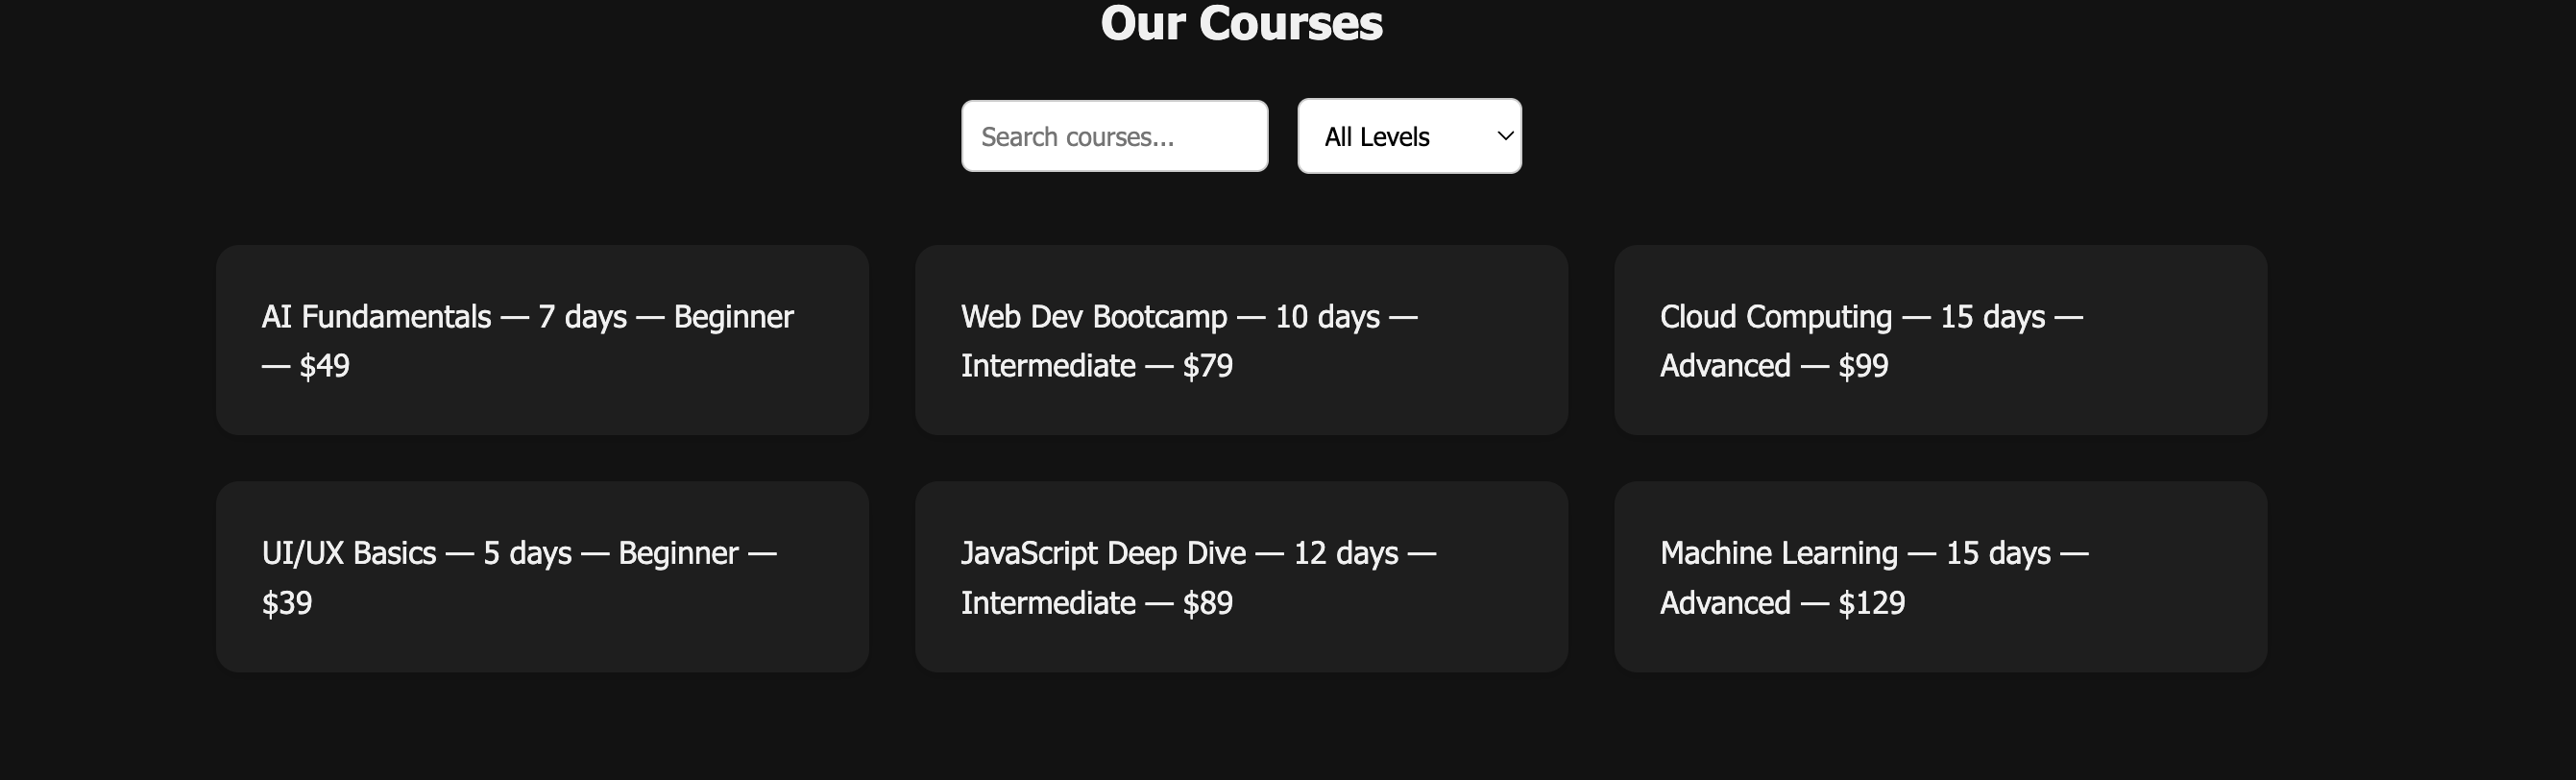 Our Courses
Search courses...
All Levels
AI Fundamentals — 7 days — Beginner
— $49
Web Dev Bootcamp — 10 days —
Intermediate — $79
Cloud Computing — 15 days —
Advanced — $99
UI/UX Basics — 5 days — Beginner —
$39
JavaScript Deep Dive — 12 days —
Intermediate — $89
Machine Learning — 15 days —
Advanced — $129